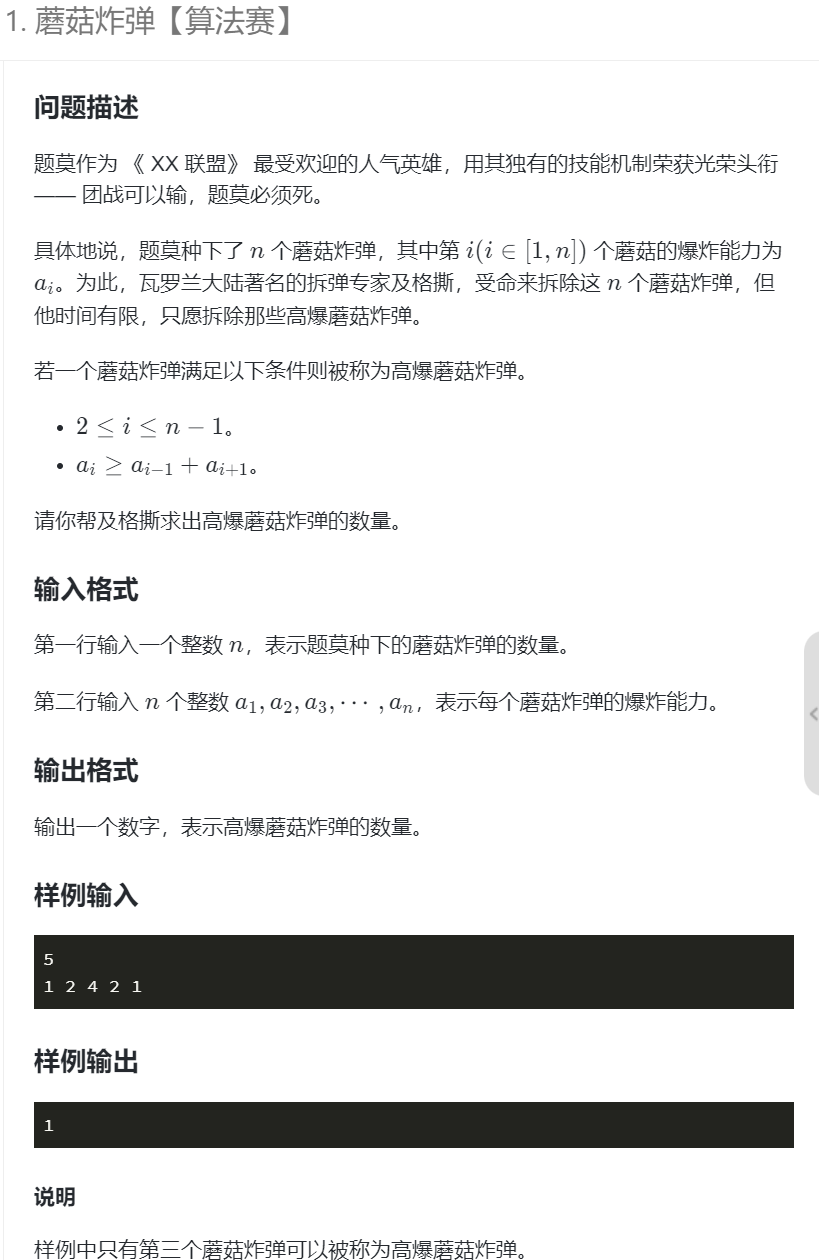 1. 蘑菇炸弹【算法赛】
问题描述
题莫作为 《 XX 联盟》 最受欢迎的人气英雄，用其独有的技能机制荣获光荣头衔
—— 团战可以输，题莫必须死。
具体地说，题莫种下了 n 个蘑菇炸弹，其中第 i(i ∈ [1, n]) 个蘑菇的爆炸能力为
a_i。为此，瓦罗兰大陆著名的拆弹专家及格斯，受命来拆除这 n 个蘑菇炸弹，但
他时间有限，只愿拆除那些高爆蘑菇炸弹。
若一个蘑菇炸弹满足以下条件则被称为高爆蘑菇炸弹。
• 2 ≤ i ≤ n − 1。
• a_i ≥ a_{i−1} + a_{i+1}。
请你帮及格斯求出高爆蘑菇炸弹的数量。
输入格式
第一行输入一个整数 n，表示题莫种下的蘑菇炸弹的数量。
第二行输入 n 个整数 a_1, a_2, a_3, ⋯ , a_n，表示每个蘑菇炸弹的爆炸能力。
输出格式
输出一个数字，表示高爆蘑菇炸弹的数量。
样例输入
5
1 2 4 2 1
样例输出
1
说明
样例中只有第三个蘑菇炸弹可以被称为高爆蘑菇炸弹。